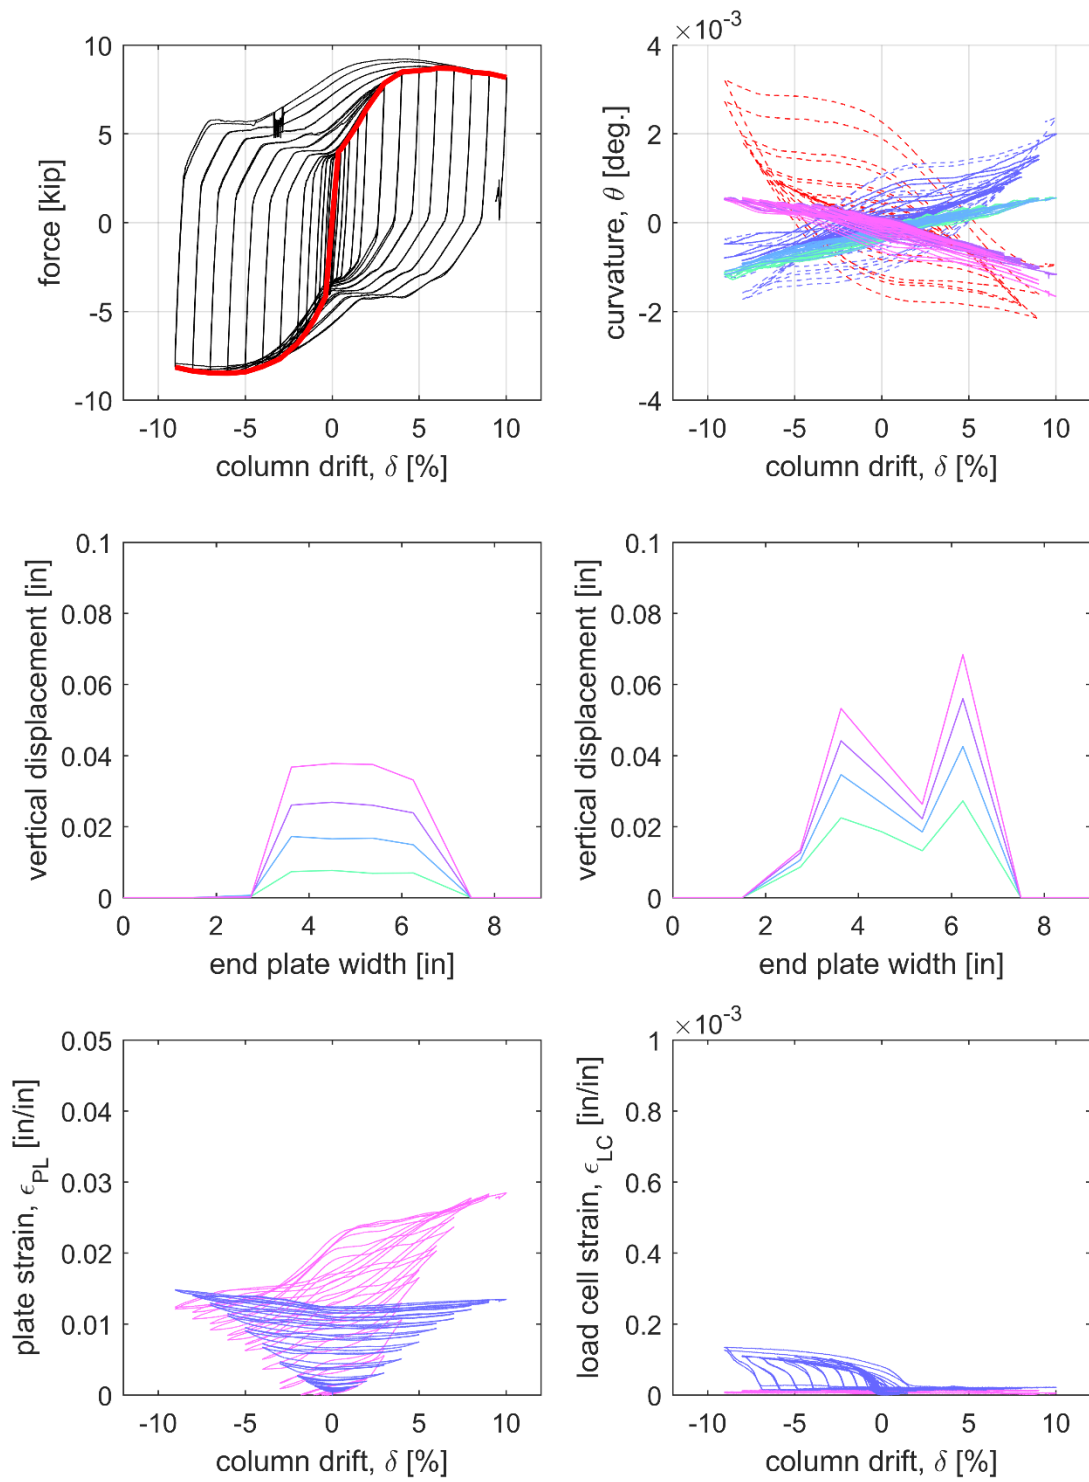 10
5
0
-5
-10
force [kip]
-10 -5 0 5 10
column drift, δ [%]
×10-3
4
2
0
-2
-4
curvature, θ [deg.]
-10 -5 0 5 10
column drift, δ [%]
0.1
0.08
0.06
0.04
0.02
0
vertical displacement [in]
0 2 4 6 8
end plate width [in]
0.1
0.08
0.06
0.04
0.02
0
vertical displacement [in]
0 2 4 6 8
end plate width [in]
0.05
0.04
0.03
0.02
0.01
0
plate strain, ϵPL [in/in]
-10 -5 0 5 10
column drift, δ [%]
×10-3
1
0.8
0.6
0.4
0.2
0
load cell strain, ϵLC [in/in]
-10 -5 0 5 10
column drift, δ [%]